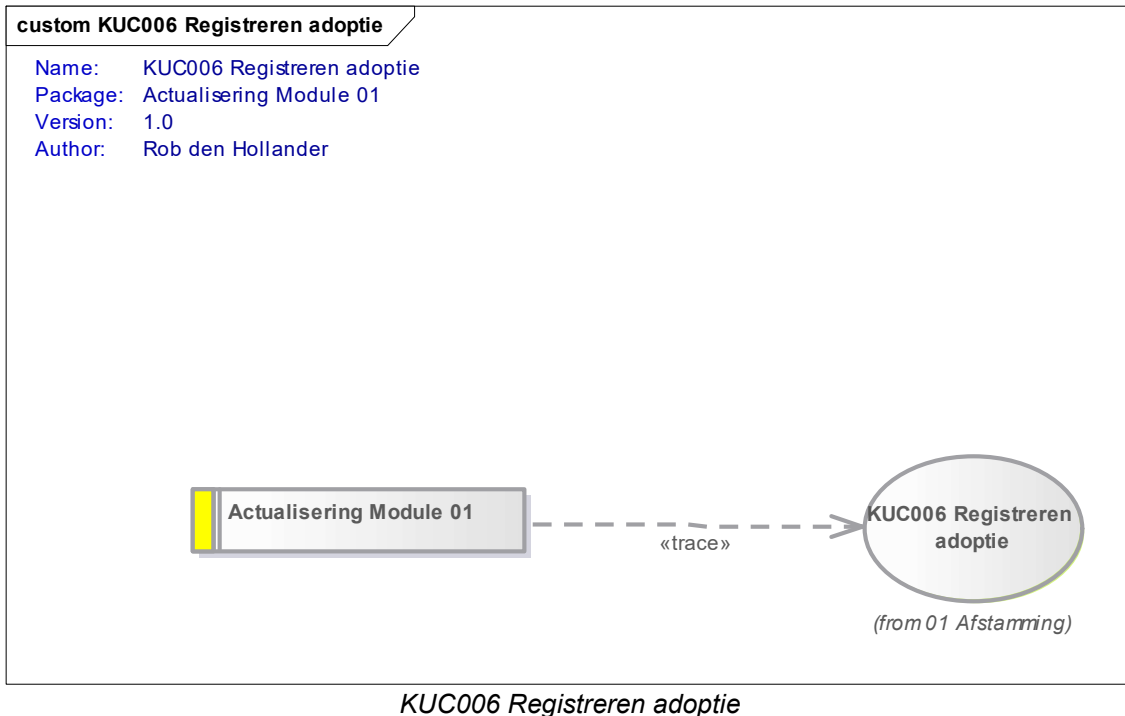 custom KUC006 Registreren adoptie
Name: KUC006 Registreren adoptie
Package: Actualisering Module 01
Version: 1.0
Author: Rob den Hollander
Actualisering Module 01
«trace»
KUC006 Registreren
adoptie
(from 01 Afstamming)
KUC006 Registreren adoptie